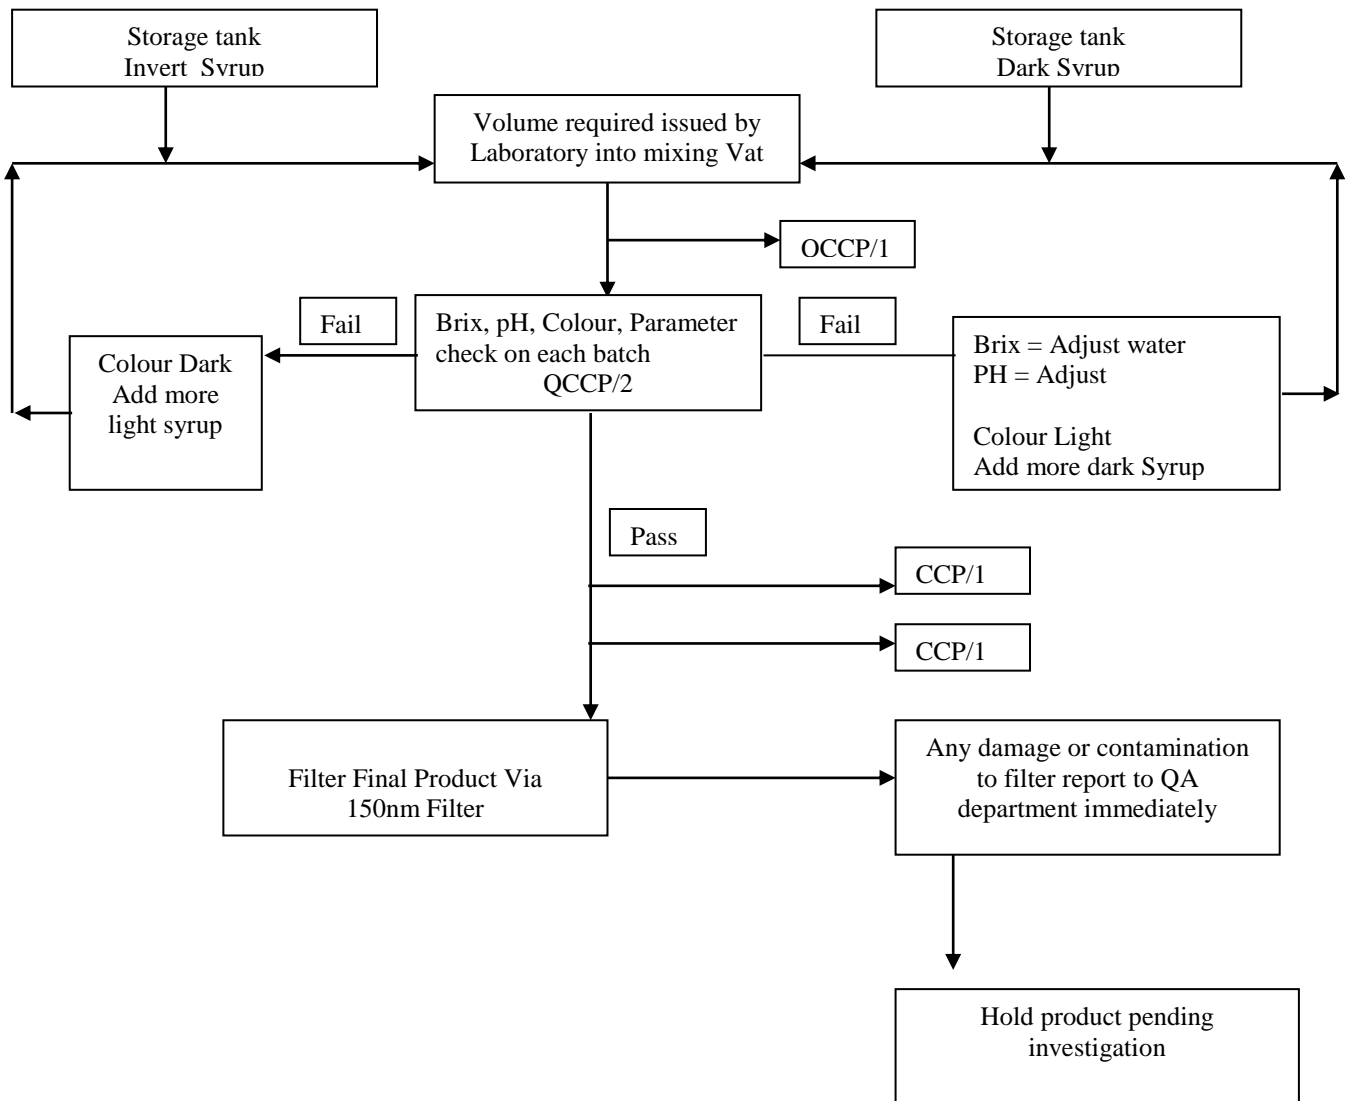 Storage tank
Invert Syrup
Storage tank
Dark Syrup
Volume required issued by
Laboratory into mixing Vat
OCCP/1
Fail
Brix, pH, Colour, Parameter
check on each batch
QCCP/2
Fail
Colour Dark
Add more
light syrup
Brix = Adjust water
PH = Adjust
Colour Light
Add more dark Syrup
Pass
CCP/1
CCP/1
Filter Final Product Via
150nm Filter
Any damage or contamination
to filter report to QA
department immediately
Hold product pending
investigation